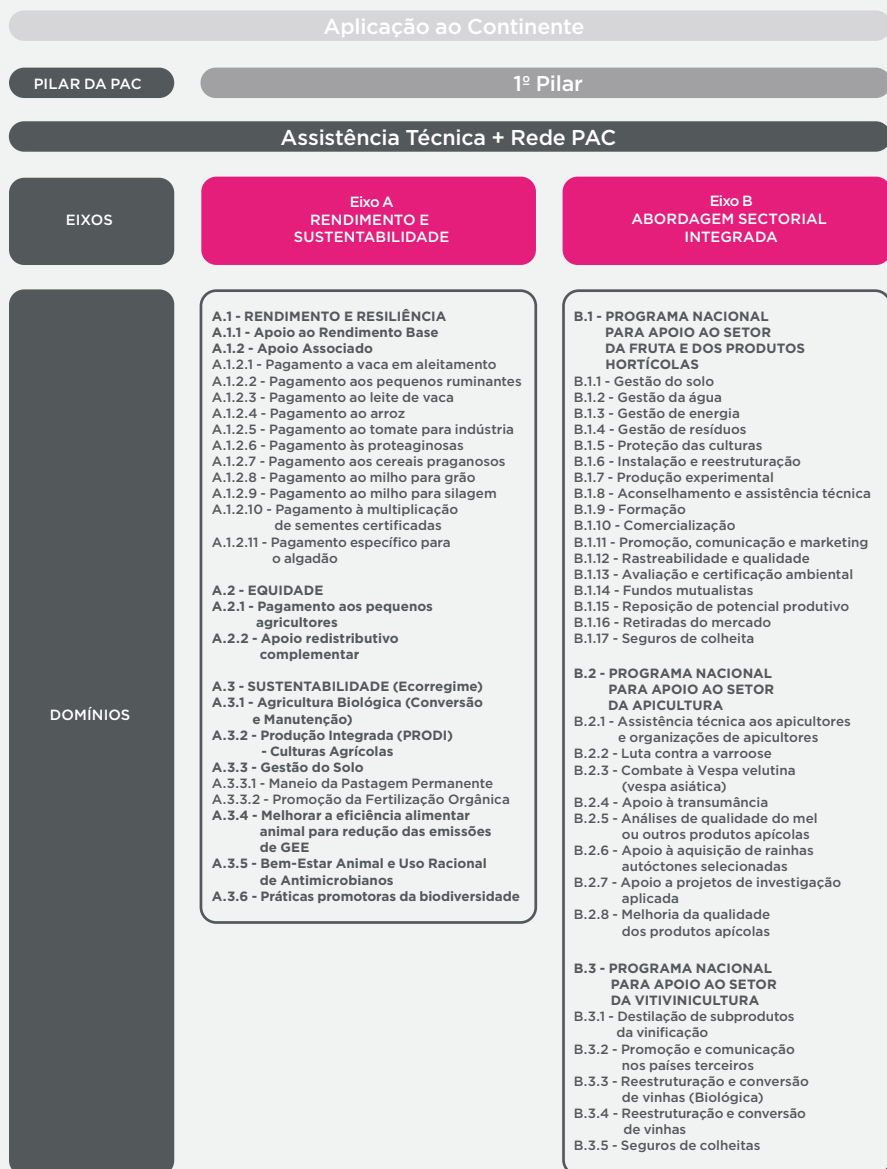 Aplicação ao Continente
PILAR DA PAC
1º Pilar
Assistência Técnica + Rede PAC
EIXOS
Eixo A
RENDIMENTO E
SUSTENTABILIDADE
Eixo B
ABORDAGEM SECTORIAL
INTEGRADA
DOMÍNIOS
A.1 - RENDIMENTO E RESILIÊNCIA
A.1.1 - Apoio ao Rendimento Base
A.1.2 - Apoio Associado
A.1.2.1 - Pagamento a vaca em aleitamento
A.1.2.2 - Pagamento aos pequenos ruminantes
A.1.2.3 - Pagamento ao leite de vaca
A.1.2.4 - Pagamento ao arroz
A.1.2.5 - Pagamento ao tomate para indústria
A.1.2.6 - Pagamento às proteaginosas
A.1.2.7 - Pagamento aos cereais praganosos
A.1.2.8 - Pagamento ao milho para grão
A.1.2.9 - Pagamento ao milho para silagem
A.1.2.10 - Pagamento à multiplicação
de sementes certificadas
A.1.2.11 - Pagamento específico para
o algadão
A.2 - EQUIDADE
A.2.1 - Pagamento aos pequenos
agricultores
A.2.2 - Apoio redistributivo
complementar
A.3 - SUSTENTABILIDADE (Ecorregime)
A.3.1 - Agricultura Biológica (Conversão
e Manutenção)
A.3.2 - Produção Integrada (PRODI)
- Culturas Agrícolas
A.3.3 - Gestão do Solo
A.3.3.1 - Maneio da Pastagem Permanente
A.3.3.2 - Promoção da Fertilização Orgânica
A.3.4 - Melhorar a eficiência alimentar
animal para redução das emissões
de GEE
A.3.5 - Bem-Estar Animal e Uso Racional
de Antimicrobianos
A.3.6 - Práticas promotoras da biodiversidade
B.1 - PROGRAMA NACIONAL
PARA APOIO AO SETOR
DA FRUTA E DOS PRODUTOS
HORTÍCOLAS
B.1.1 - Gestão do solo
B.1.2 - Gestão da água
B.1.3 - Gestão de energia
B.1.4 - Gestão de resíduos
B.1.5 - Proteção das culturas
B.1.6 - Instalação e reestruturação
B.1.7 - Produção experimental
B.1.8 - Aconselhamento e assistência técnica
B.1.9 - Formação
B.1.10 - Comercialização
B.1.11 - Promoção, comunicação e marketing
B.1.12 - Rastreabilidade e qualidade
B.1.13 - Avaliação e certificação ambiental
B.1.14 - Fundos mutualistas
B.1.15 - Reposição de potencial produtivo
B.1.16 - Retiradas do mercado
B.1.17 - Seguros de colheita
B.2 - PROGRAMA NACIONAL
PARA APOIO AO SETOR
DA APICULTURA
B.2.1 - Assistência técnica aos apicultores
e organizações de apicultores
B.2.2 - Luta contra a varroose
B.2.3 - Combate à Vespa velutina
(vespa asiática)
B.2.4 - Apoio à transumância
B.2.5 - Análises de qualidade do mel
ou outros produtos apícolas
B.2.6 - Apoio à aquisição de rainhas
autóctones selecionadas
B.2.7 - Apoio a projetos de investigação
aplicada
B.2.8 - Melhoria da qualidade
dos produtos apícolas
B.3 - PROGRAMA NACIONAL
PARA APOIO AO SETOR
DA VITIVINICULTURA
B.3.1 - Destilação de subprodutos
da vinificação
B.3.2 - Promoção e comunicação
nos países terceiros
B.3.3 - Reestruturação e conversão
de vinhas (Biológica)
B.3.4 - Reestruturação e conversão
de vinhas
B.3.5 - Seguros de colheitas